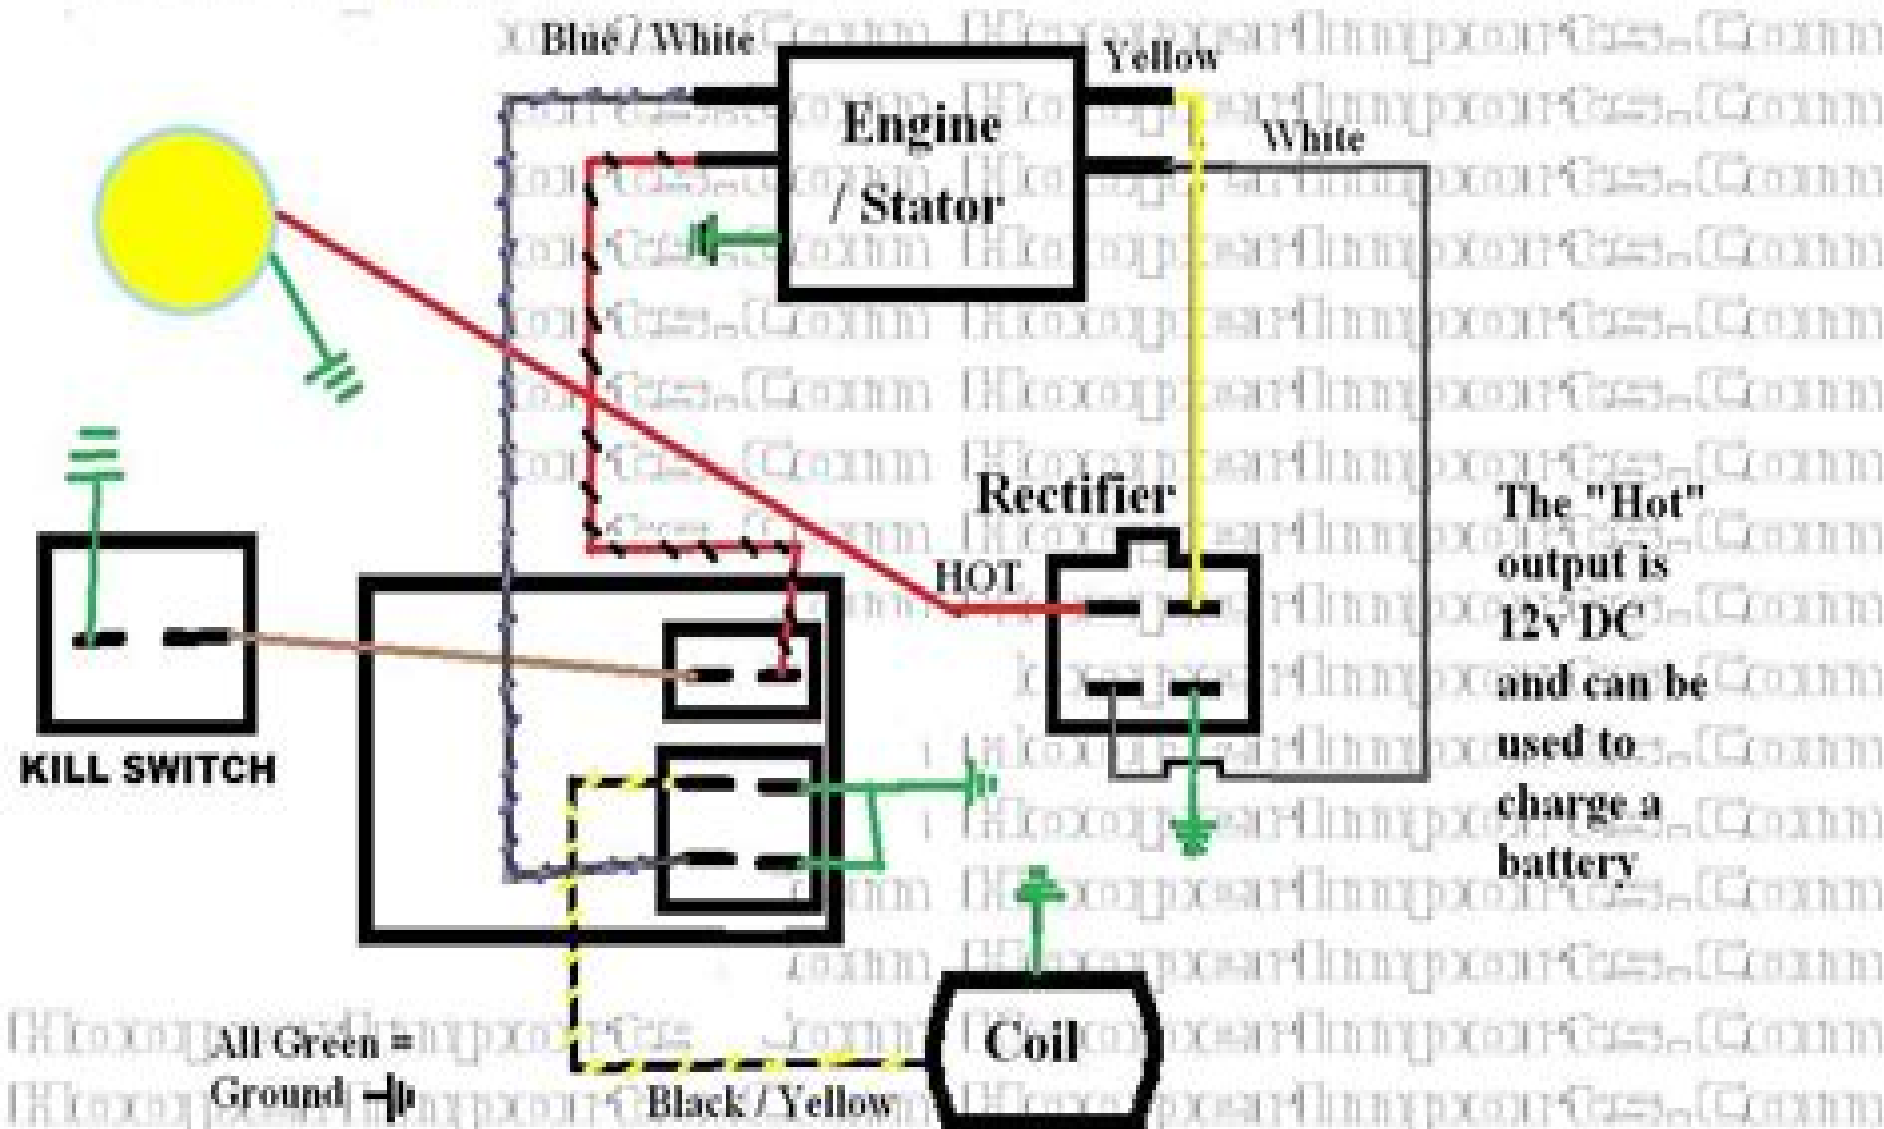 Blue / White
Yellow
Engine
/ Stator
White
Rectifier
HOT
The "Hot"
output is
12v DC
and can be
used to
charge a
battery
KILL SWITCH
Coil
All Green =
Ground
Black / Yellow